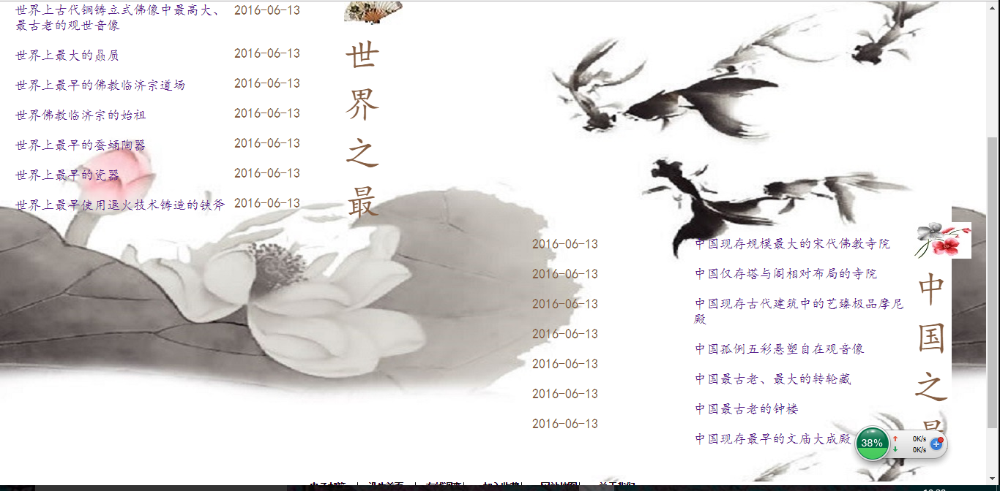 世界上古代铜铸立式佛像中最高大、 2016-06-13
最古老的观世音像
世界上最大的赑屃 2016-06-13
世界上最早的佛教临济宗道场 2016-06-13
世界佛教临济宗的始祖 2016-06-13
世界上最早的蚕蛹陶器 2016-06-13
世界上最早的瓷器 2016-06-13
世界上最早使用退火技术铸造的铁斧 2016-06-13
世界之最
2016-06-13 中国现存规模最大的宋代佛教寺院
2016-06-13 中国仅存塔与阁相对布局的寺院
2016-06-13 中国现存古代建筑中的艺臻极品摩尼
殿
2016-06-13 中国孤例五彩悬塑自在观音像
2016-06-13 中国最古老、最大的转轮藏
2016-06-13 中国最古老的钟楼
2016-06-13 中国现存最早的文庙大成殿
中国之最
38%
0K/s
0K/s